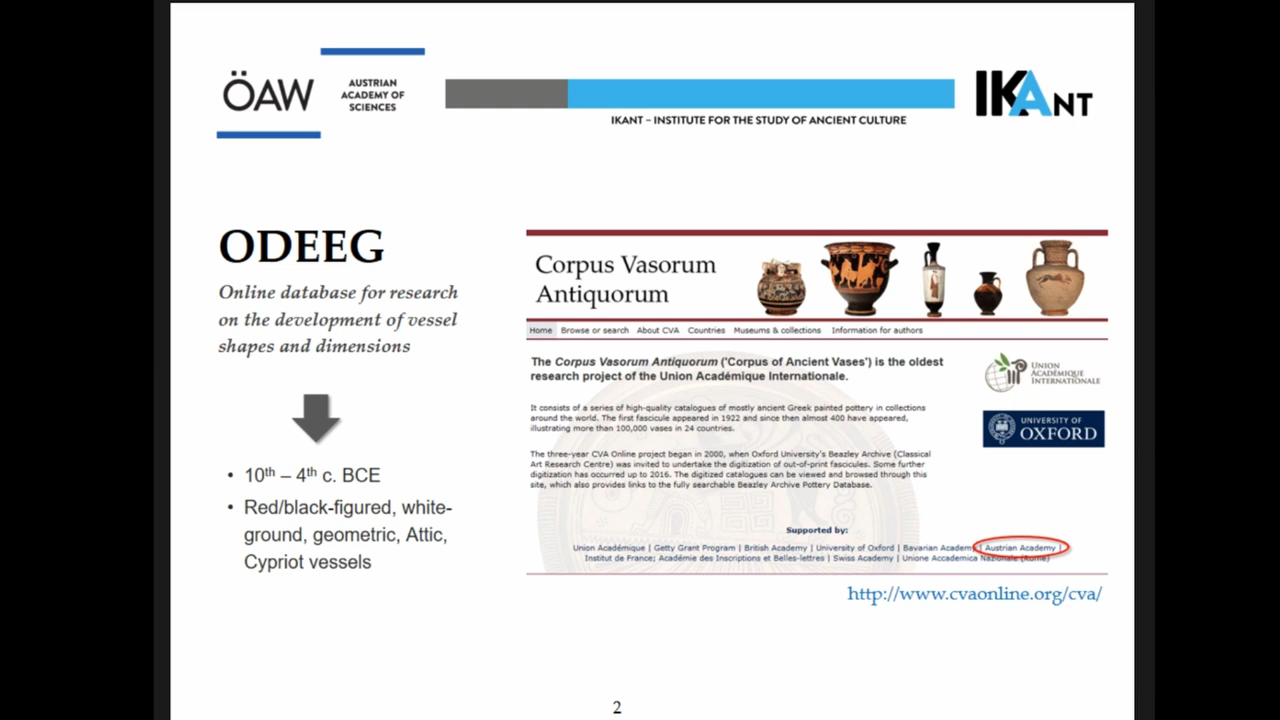 ÖAW
AUSTRIAN
ACADEMY OF
SCIENCES
IKANT – INSTITUTE FOR THE STUDY OF ANCIENT CULTURE
IKANT
ODEEG
Online database for research
on the development of vessel
shapes and dimensions
• 10th – 4th c. BCE
• Red/black-figured, white-
ground, geometric, Attic,
Cypriot vessels
Corpus Vasorum
Antiquorum
Home Browse or search About CVA Countries Museums & collections Information for authors
The Corpus Vasorum Antiquorum ('Corpus of Ancient Vases') is the oldest
research project of the Union Académique Internationale.
It consists of a series of high-quality catalogues of mostly ancient Greek painted pottery in collections
around the world. The first fascicule appeared in 1922 and since then almost 400 have appeared,
illustrating more than 100,000 vases in 24 countries.
The three-year CVA Online project began in 2000, when Oxford University's Beazley Archive (Classical
Art Research Centre) was invited to undertake the digitization of out-of-print fascicules. Some further
digitization has occurred up to 2016. The digitized catalogues can be viewed and browsed through this
site, which also provides links to the fully searchable Beazley Archive Pottery Database.
UNION
ACADÉMIQUE
INTERNATIONALE
UNIVERSITY OF
OXFORD
Supported by:
Union Académique | Getty Grant Program | British Academy | University of Oxford | Bavarian Academy | Austrian Academy |
Institut de France; Académie des Inscriptions et Belles-lettres | Swiss Academy | Unione Accademica Nazionale (Rome)
http://www.cvaonline.org/cva/
2